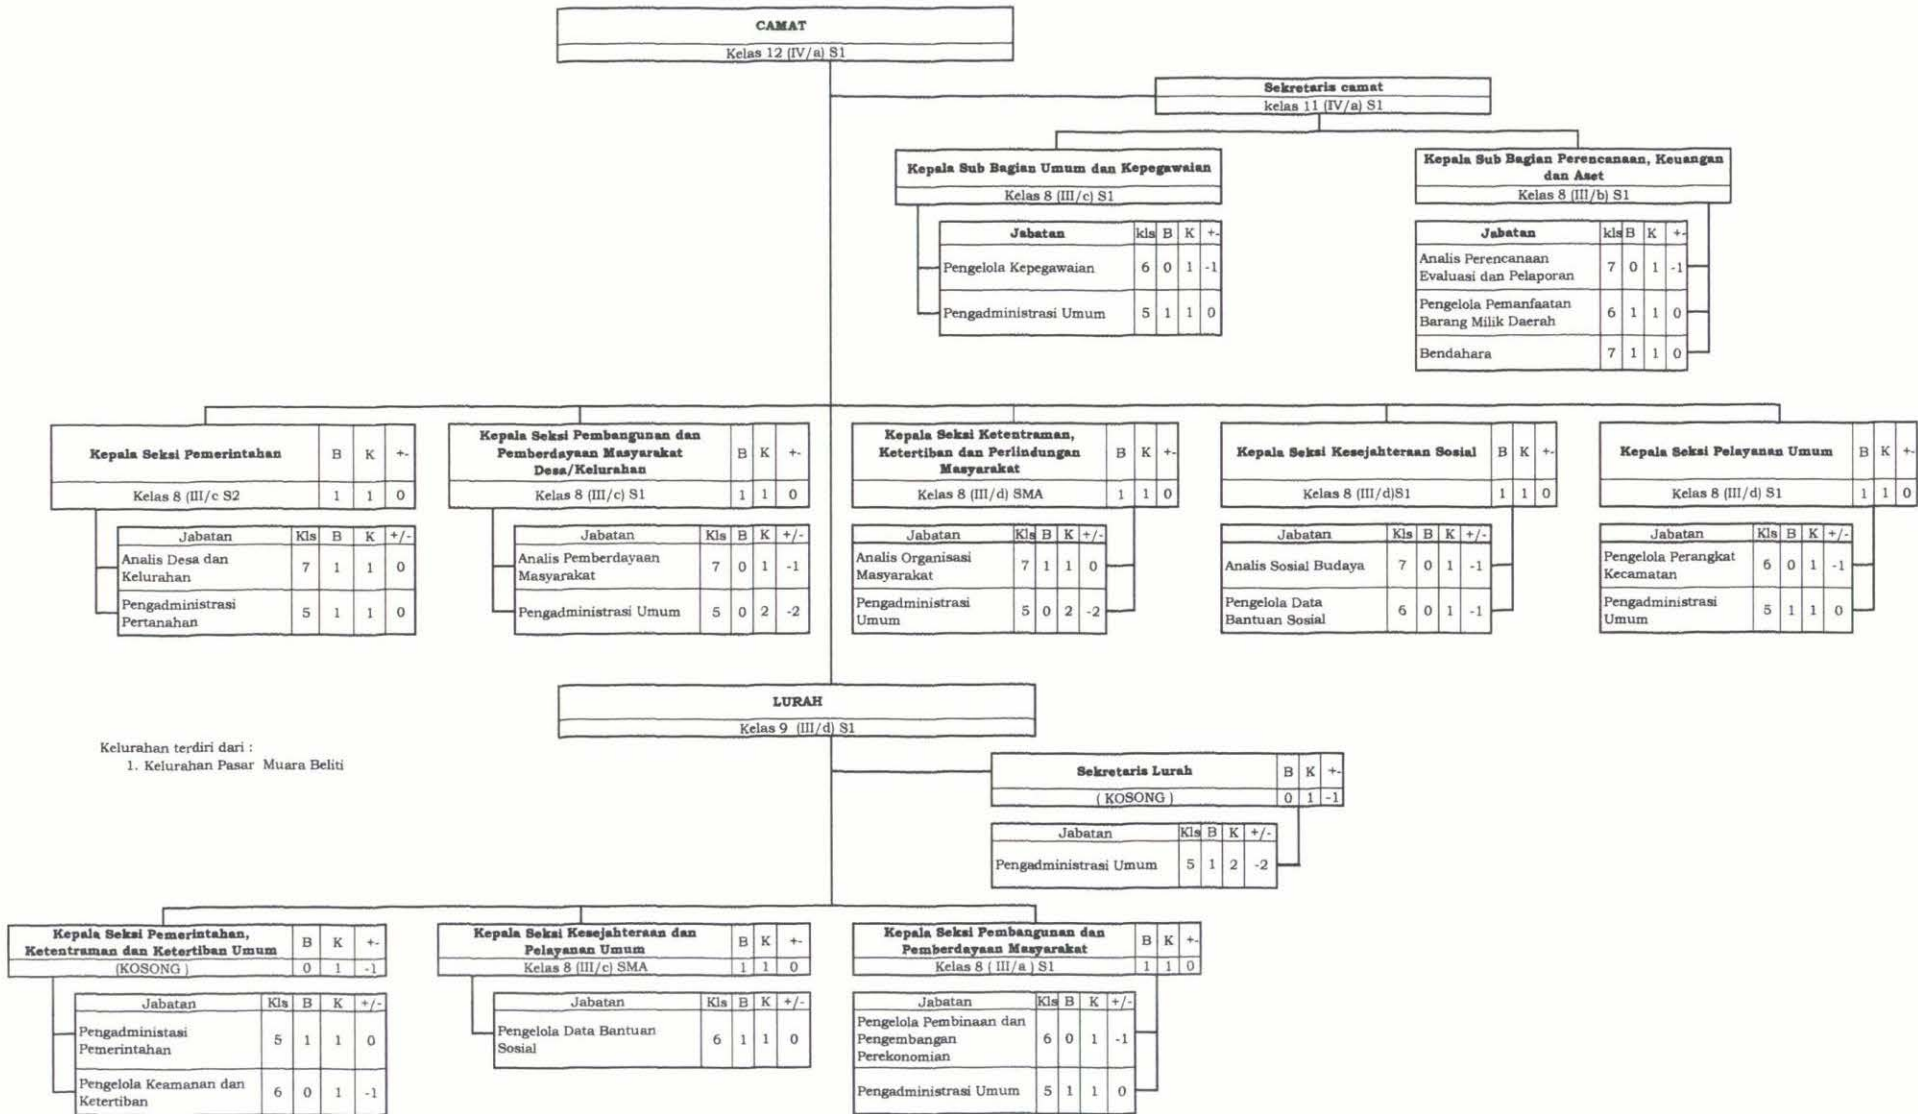 CAMAT
Kelas 12 (IV/a) S1
Sekretaris camat
kelas 11 (IV/a) S1
Kepala Sub Bagian Umum dan Kepegawaian
Kelas 8 (III/c) S1
Jabatan kls B K +-
Pengelola Kepegawaian 6 0 1 -1
Pengadministrasi Umum 5 1 1 0
Kepala Sub Bagian Perencanaan, Keuangan
dan Aset
Kelas 8 (III/b) S1
Jabatan kls B K +-
Analis Perencanaan
Evaluasi dan Pelaporan 7 0 1 -1
Pengelola Pemanfaatan
Barang Milik Daerah 6 1 1 0
Bendahara 7 1 1 0
Kepala Seksi Pemerintahan B K +-
Kelas 8 (III/c S2 1 1 0
Jabatan Kls B K +/-
Analis Desa dan
Kelurahan 7 1 1 0
Pengadministrasi
Pertanahan 5 1 1 0
Kepala Seksi Pembangunan dan
Pemberdayaan Masyarakat B K +-
Desa/Kelurahan
Kelas 8 (III/c) S1 1 1 0
Jabatan Kls B K +/-
Analis Pemberdayaan
Masyarakat 7 0 1 -1
Pengadministrasi Umum 5 0 2 -2
Kepala Seksi Ketentraman,
Ketertiban dan Perlindungan B K +-
Masyarakat
Kelas 8 (III/d) SMA 1 1 0
Jabatan Kls B K +/-
Analis Organisasi
Masyarakat 7 1 1 0
Pengadministrasi
Umum 5 0 2 -2
Kepala Seksi Kesejahteraan Sosial B K +-
Kelas 8 (III/d)S1 1 1 0
Jabatan Kls B K +/-
Analis Sosial Budaya 7 0 1 -1
Pengelola Data
Bantuan Sosial 6 0 1 -1
Kepala Seksi Pelayanan Umum B K +-
Kelas 8 (III/d) S1 1 1 0
Jabatan Kls B K +/-
Pengelola Perangkat
Kecamatan 6 0 1 -1
Pengadministrasi
Umum 5 1 1 0
LURAH
Kelas 9 (III/d) S1
Kelurahan terdiri dari :
1. Kelurahan Pasar Muara Beliti
Sekretaris Lurah B K +-
( KOSONG ) 0 1 -1
Jabatan Kls B K +/-
Pengadministrasi Umum 5 1 2 -2
Kepala Seksi Pemerintahan,
Ketentraman dan Ketertiban Umum B K +-
(KOSONG ) 0 1 -1
Jabatan Kls B K +/-
Pengadministasi
Pemerintahan 5 1 1 0
Pengelola Keamanan dan
Ketertiban 6 0 1 -1
Kepala Seksi Kesejahteraan dan
Pelayanan Umum B K +-
Kelas 8 (III/c) SMA 1 1 0
Jabatan Kls B K +/-
Pengelola Data Bantuan
Sosial 6 1 1 0
Kepala Seksi Pembangunan dan
Pemberdayaan Masyarakat B K +-
Kelas 8 ( III/a ) S1 1 1 0
Jabatan Kls B K +/-
Pengelola Pembinaan dan
Pengembangan 6 0 1 -1
Perekonomian
Pengadministrasi Umum 5 1 1 0